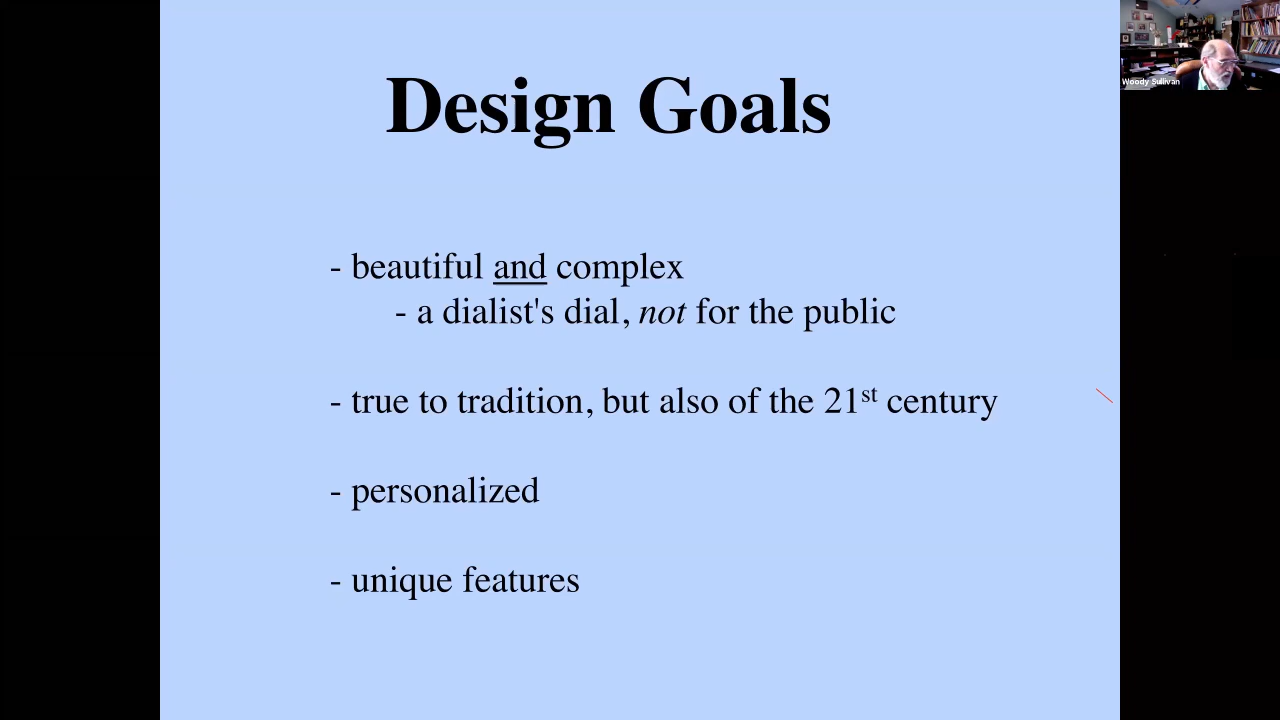 Design Goals
Woody Sullivan
- beautiful and complex
- a dialist's dial, not for the public
- true to tradition, but also of the 21st century
- personalized
- unique features